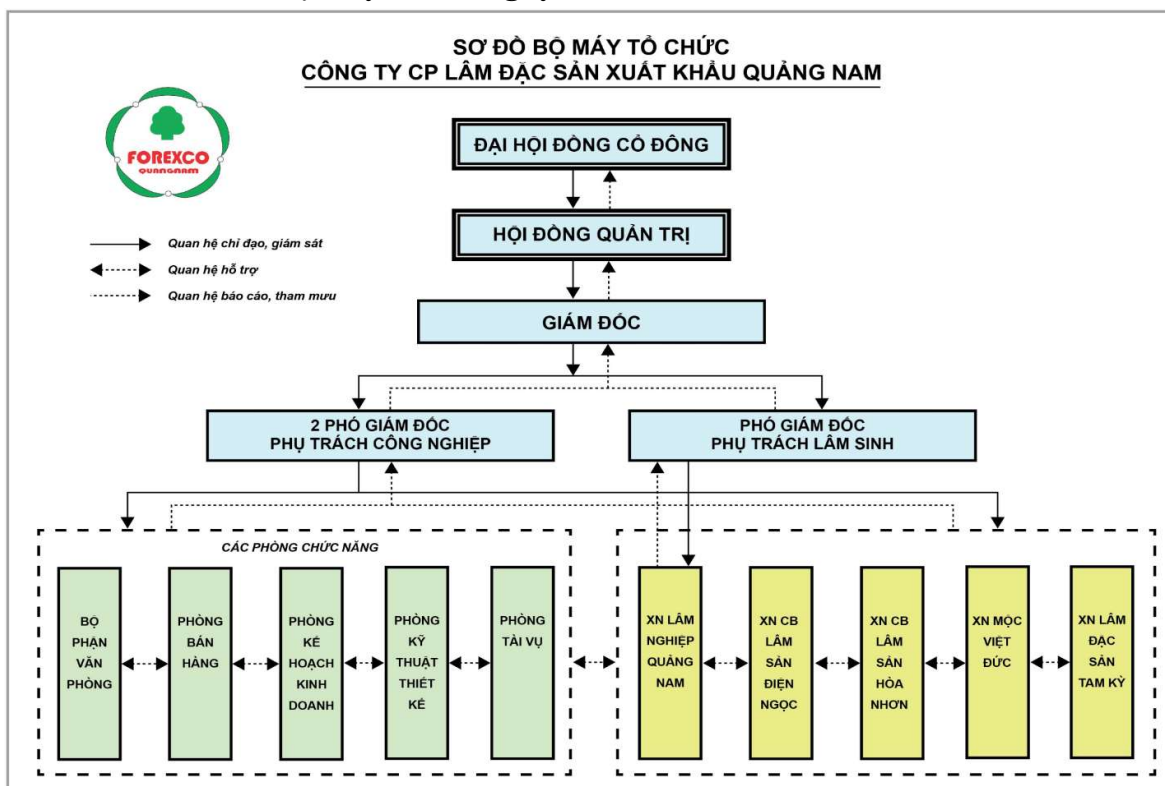 SƠ ĐỒ BỘ MÁY TỔ CHỨC
CÔNG TY CP LÂM ĐẶC SẢN XUẤT KHẨU QUẢNG NAM
FOREXCO
QUANGNAM
ĐẠI HỘI ĐỒNG CỔ ĐÔNG
HỘI ĐỒNG QUẢN TRỊ
Quan hệ chỉ đạo, giám sát
Quan hệ hỗ trợ
Quan hệ báo cáo, tham mưu
GIÁM ĐỐC
2 PHÓ GIÁM ĐỐC
PHỤ TRÁCH CÔNG NGHIỆP
PHÓ GIÁM ĐỐC
PHỤ TRÁCH LÂM SINH
CÁC PHÒNG CHỨC NĂNG
BỘ
PHẬN
VĂN
PHÒNG
PHÒNG
BÁN
HÀNG
PHÒNG
KẾ
HOẠCH
KINH
DOANH
PHÒNG
KỸ
THUẬT
THIẾT
KẾ
PHÒNG
TÀI VỤ
XN LÂM
NGHIỆP
QUẢNG
NAM
XN CB
LÂM
SẢN
ĐIỆN
NGỌC
XN CB
LÂM
SẢN
HÒA
NHƠN
XN MỘC
VIỆT
ĐỨC
XN LÂM
ĐẶC
SẢN
TAM KỲ